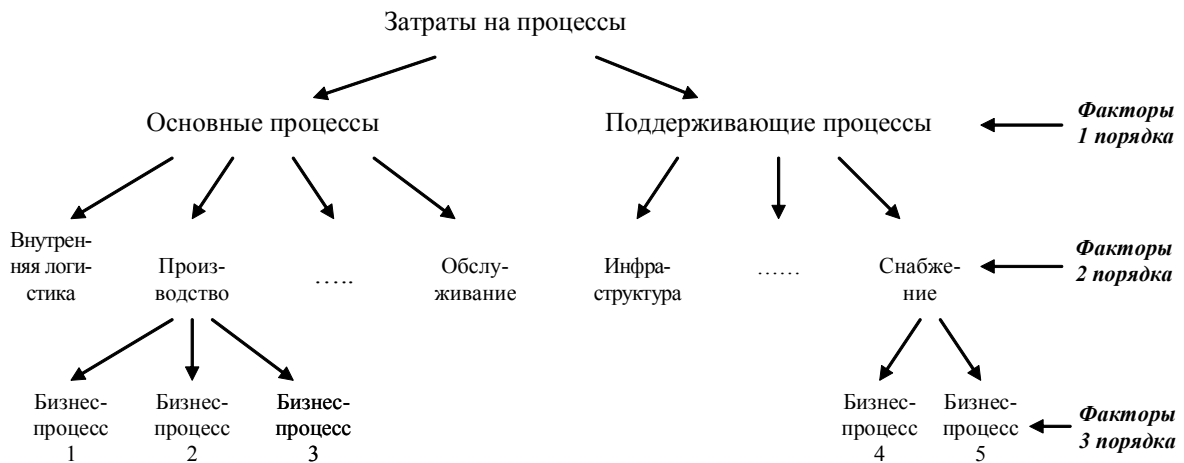 Затраты на процессы
Основные процессы
Поддерживающие процессы
Факторы
1 порядка
Внутрен-
няя логи-
стика
Произ-
водство
…..
Обслу-
живание
Инфра-
структура
……
Снабже-
ние
Факторы
2 порядка
Бизнес-
процесс
1
Бизнес-
процесс
2
Бизнес-
процесс
3
Бизнес-
процесс
4
Бизнес-
процесс
5
Факторы
3 порядка